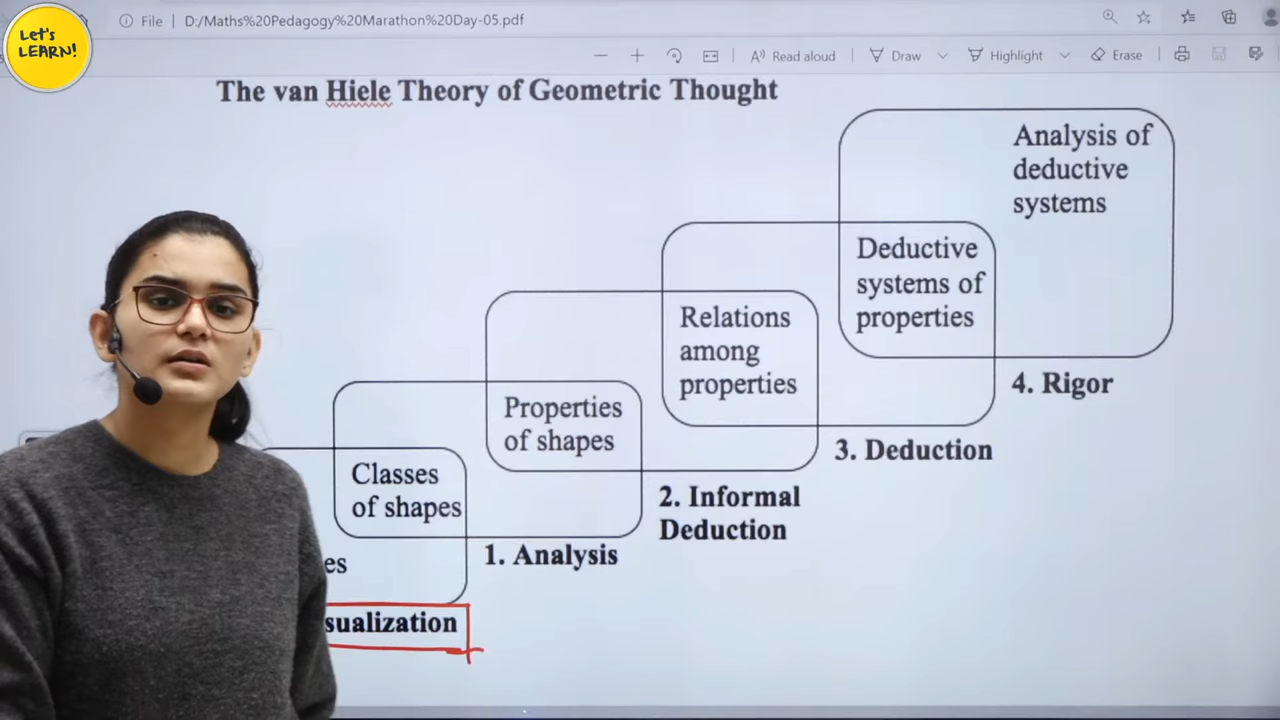 Let's
LEARN!
File D:/Maths%20Pedagogy%20Marathon%20Day-05.pdf
Read aloud Draw Highlight Erase
The van Hiele Theory of Geometric Thought
Analysis of
deductive
systems
4. Rigor
Deductive
systems of
properties
3. Deduction
Relations
among
properties
2. Informal
Deduction
Properties
of shapes
1. Analysis
Classes
of shapes
es
sualization